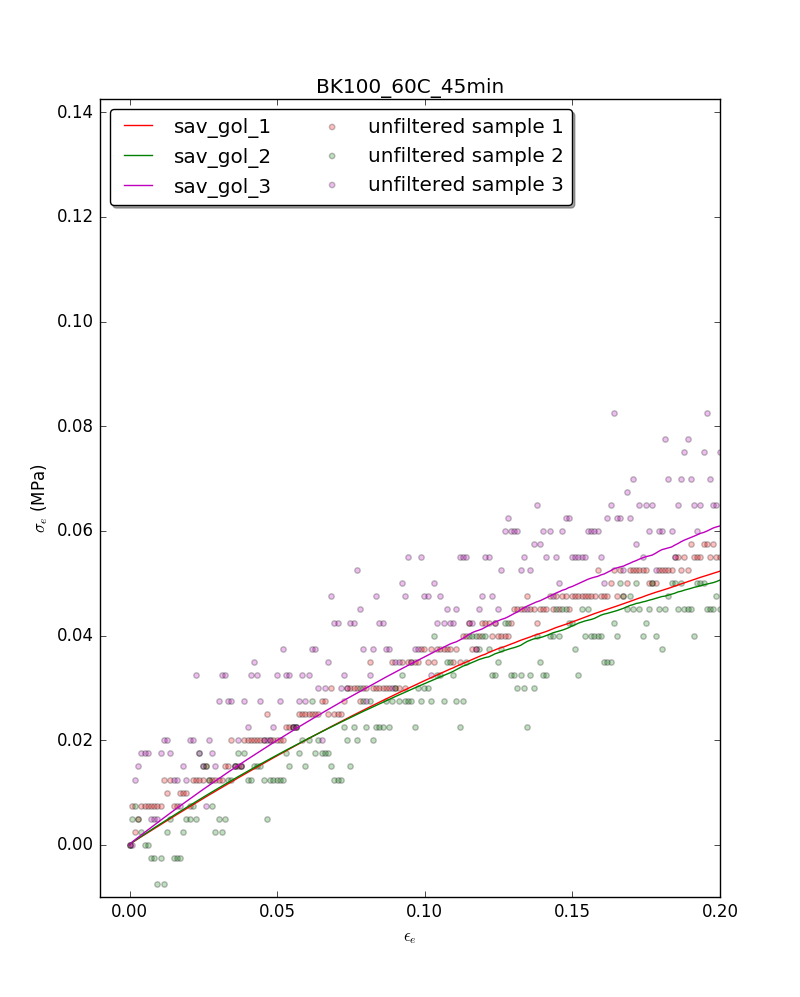 BK100_60C_45min
sav_gol_1
sav_gol_2
sav_gol_3
unfiltered sample 1
unfiltered sample 2
unfiltered sample 3
0.14
0.12
0.10
0.08
0.06
0.04
0.02
0.00
σₑ (MPa)
0.00 0.05 0.10 0.15 0.20
ϵₑ